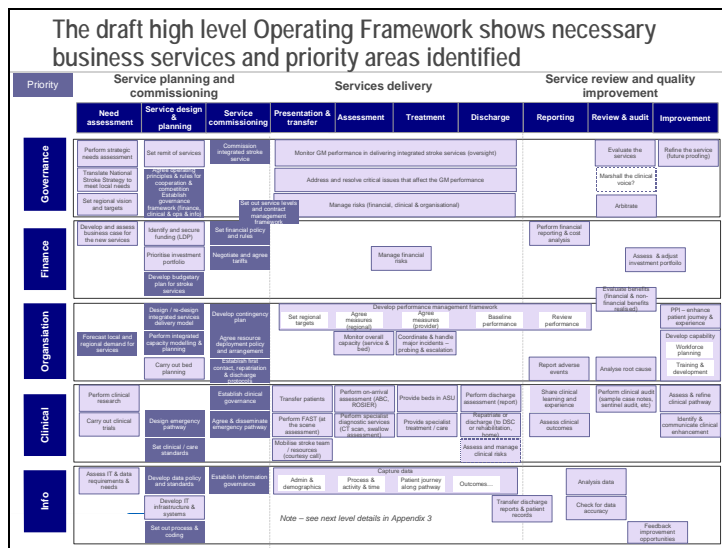 The draft high level Operating Framework shows necessary
business services and priority areas identified
Priority
Service planning and
commissioning
Services delivery
Service review and quality
improvement
Need
assessment
Service design
&
planning
Service
commissioning
Presentation &
transfer
Assessment
Treatment
Discharge
Reporting
Review & audit
Improvement
Governance
Perform strategic
needs assessment
Set remit of services
Commission
integrated stroke
service
Monitor GM performance in delivering integrated stroke services (oversight)
Evaluate the
services
Refine the service
(future proofing)
Translate National
Stroke Strategy to
meet local needs
Agree operating
principles & rules for
cooperation &
competition
Address and resolve critical issues that affect the GM performance
Marshall the clinical
voice?
Set regional vision
and targets
Establish
governance
framework (finance,
clinical & ops & info)
Set out service levels
and contract
management
framework
Manage risks (financial, clinical & organisational)
Arbitrate
Finance
Develop and assess
business case for
the new services
Identify and secure
funding (LDP)
Set financial policy
and rules
Perform financial
reporting & cost
analysis
Prioritise investment
portfolio
Negotiate and
agree tariffs
Manage financial
risks
Assess & adjust
investment portfolio
Develop budgetary
plan for stroke
services
Evaluate benefits
(financial & non-
financial benefits
realised)
Organsiation
Design / re-design
integrated services
delivery model
Develop contingency
plan
Develop performance management framework
Set regional
targets
Agree
measures
(regional)
Agree
measures
(provider)
Baseline
performance
Review
performance
PPI – enhance
patient journey &
experience
Forecast local and
regional demand for
services
Perform integrated
capacity modelling &
planning
Agree resource
deployment policy
and arrangement
Monitor overall
capacity (service &
bed)
Coordinate & handle
major incidents –
probing & escalation
Develop capability
Workforce
planning
Training &
development
Carry out bed
planning
Establish first
contact, repatriation
& discharge
protocols
Report adverse
events
Analyse root cause
Clinical
Perform clinical
research
Establish clinical
governance
Transfer patients
Perform on-arrival
assessment (ABC,
ROSIER)
Provide beds in ASU
Perform discharge
assessment (report)
Share clinical
learning and
experience
Perform clinical audit
(sample case notes,
sentinel audit, etc)
Assess & refine
clinical pathway
Carry out clinical
trials
Design emergency
pathway
Agree & disseminate
emergency pathway
Perform FAST (at
the scene
assessment)
Perform specialist
diagnostic services
(CT scan, swallow
assessment)
Provide specialist
treatment / care
Repatriate or
discharge (to DSC
or rehabilitation,
home)
Assess clinical
outcomes
Identify &
communicate clinical
enhancement
Set clinical / care
standards
Mobilise stroke team
/ resources
(courtesy call)
Assess and manage
clinical risks
Info
Assess IT & data
requirements &
needs
Develop data policy
and standards
Establish information
governance
Capture data
Admin &
demographics
Process &
activity & time
Patient journey
along pathway
Outcomes...
Analysis data
Develop IT
infrastructure &
systems
Transfer discharge
reports & patient
records
Check for data
accuracy
Set out process &
coding
Note – see next level details in Appendix 3
Feedback
improvement
opportunities